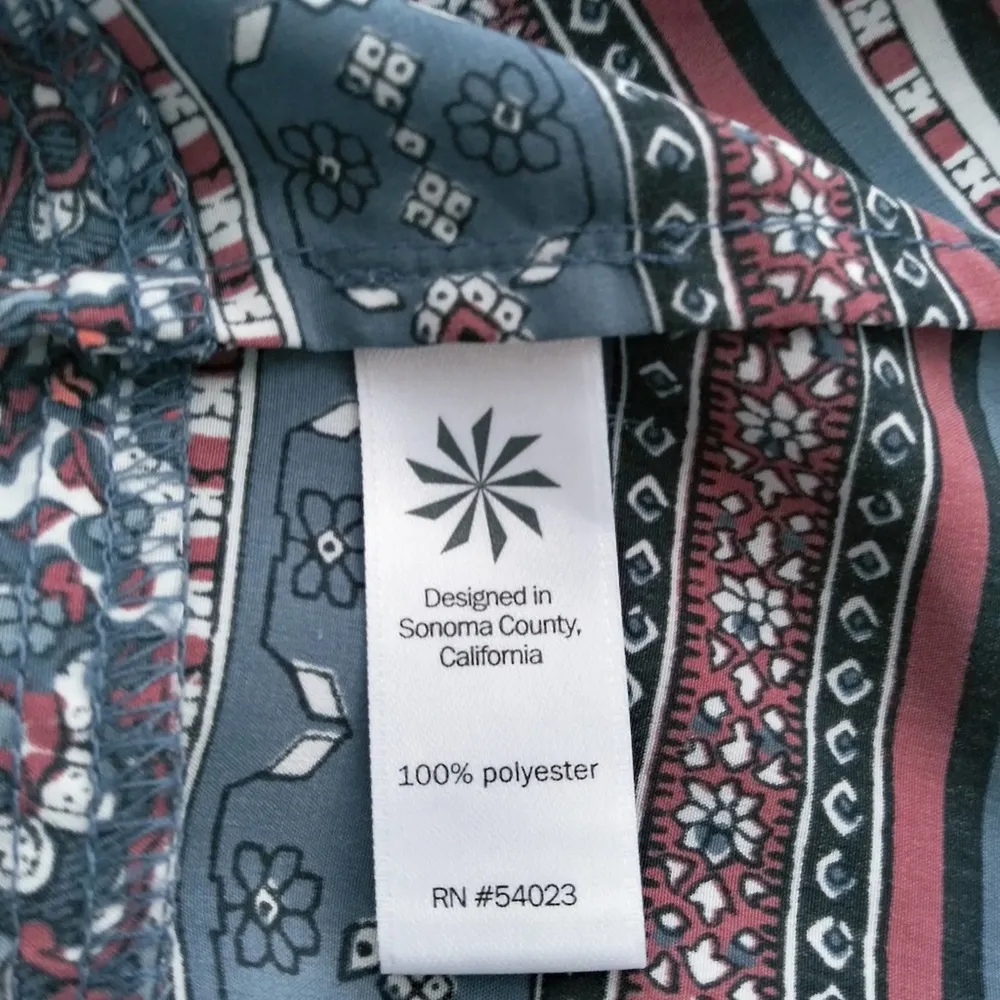 Designed in
Sonoma County,
California
100% polyester
RN #54023